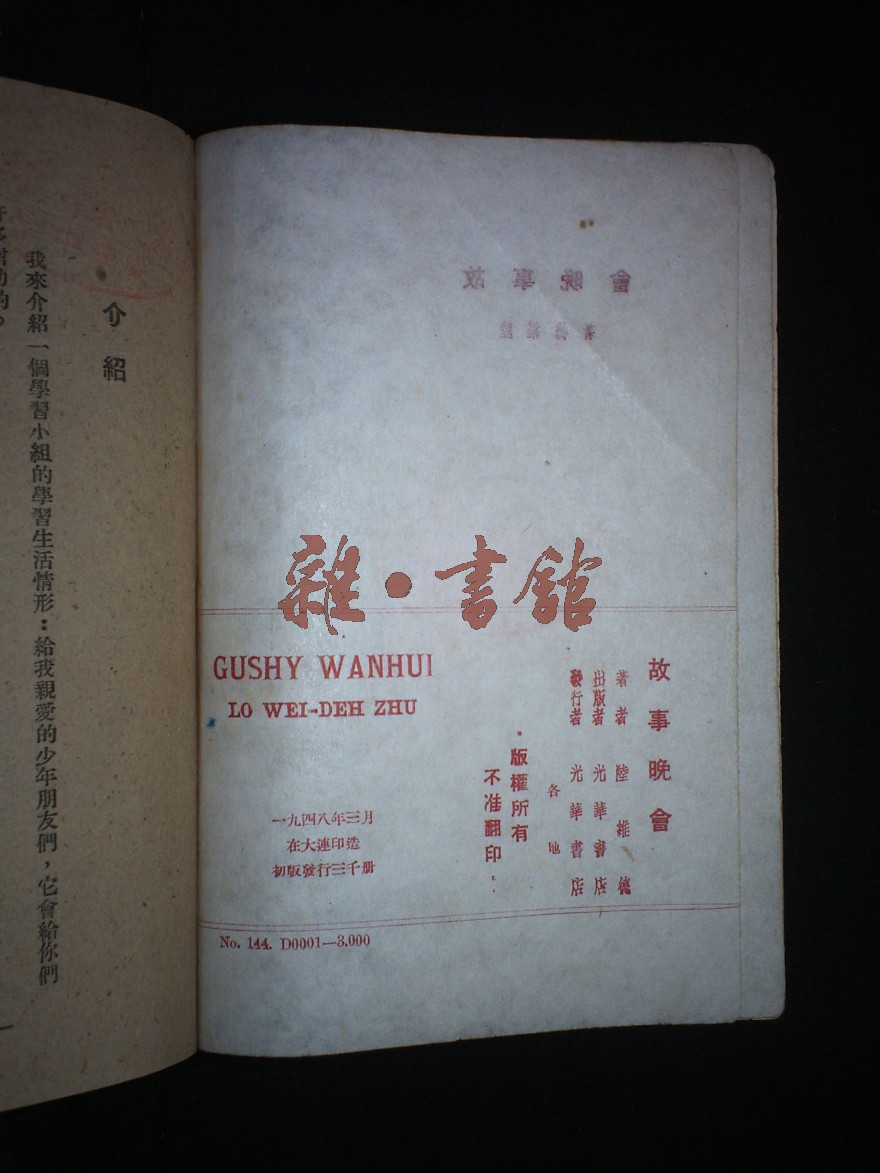 介紹
我來介紹一個學習小組的學習生活情形：給我親愛的少年朋友們，它會給你們
故事晚會
雜·書館
GUSHY WANHUI
LO WEI-DEH ZHU
故事晚會
著者 陸維德
出版者 光華書店
發行者 光華書店
各地
·版權所有
不准翻印·
一九四八年三月
在大連印造
初版發行三千册
No. 144. D0001—3.000